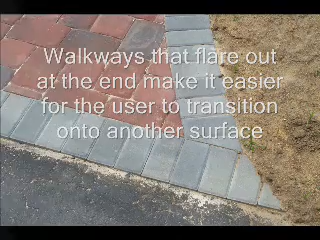 Walkways that flare out
at the end make it easier
for the user to transition
onto another surface